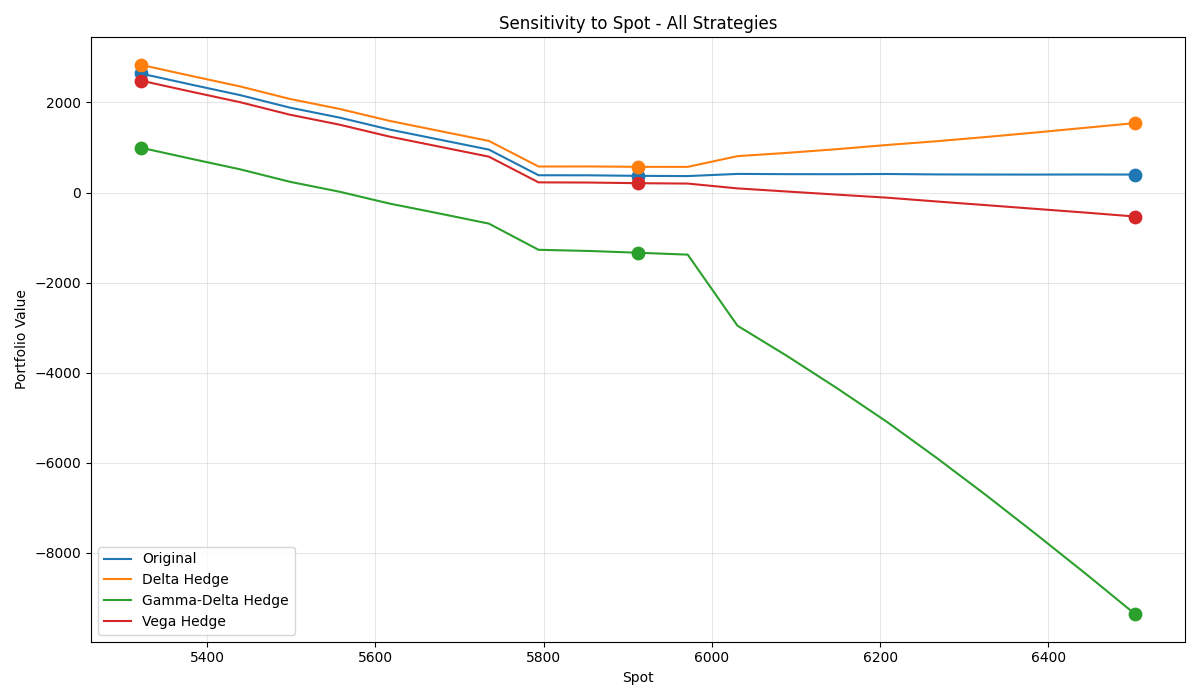 Sensitivity to Spot - All Strategies
Portfolio Value
2000
0
−2000
−4000
−6000
−8000
Original
Delta Hedge
Gamma-Delta Hedge
Vega Hedge
5400 5600 5800 6000 6200 6400
Spot